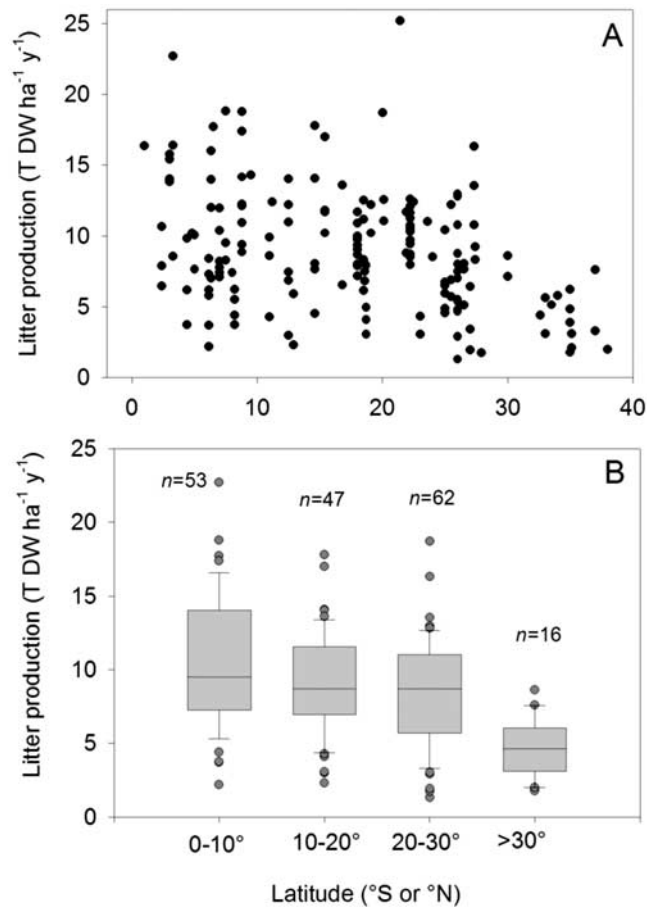 A
Litter production (T DW ha⁻¹ y⁻¹)
25
20
15
10
5
0
0
10
20
30
40
B
Litter production (T DW ha⁻¹ y⁻¹)
25
20
15
10
5
0
n=53
n=47
n=62
n=16
0-10°
10-20°
20-30°
>30°
Latitude (°S or °N)